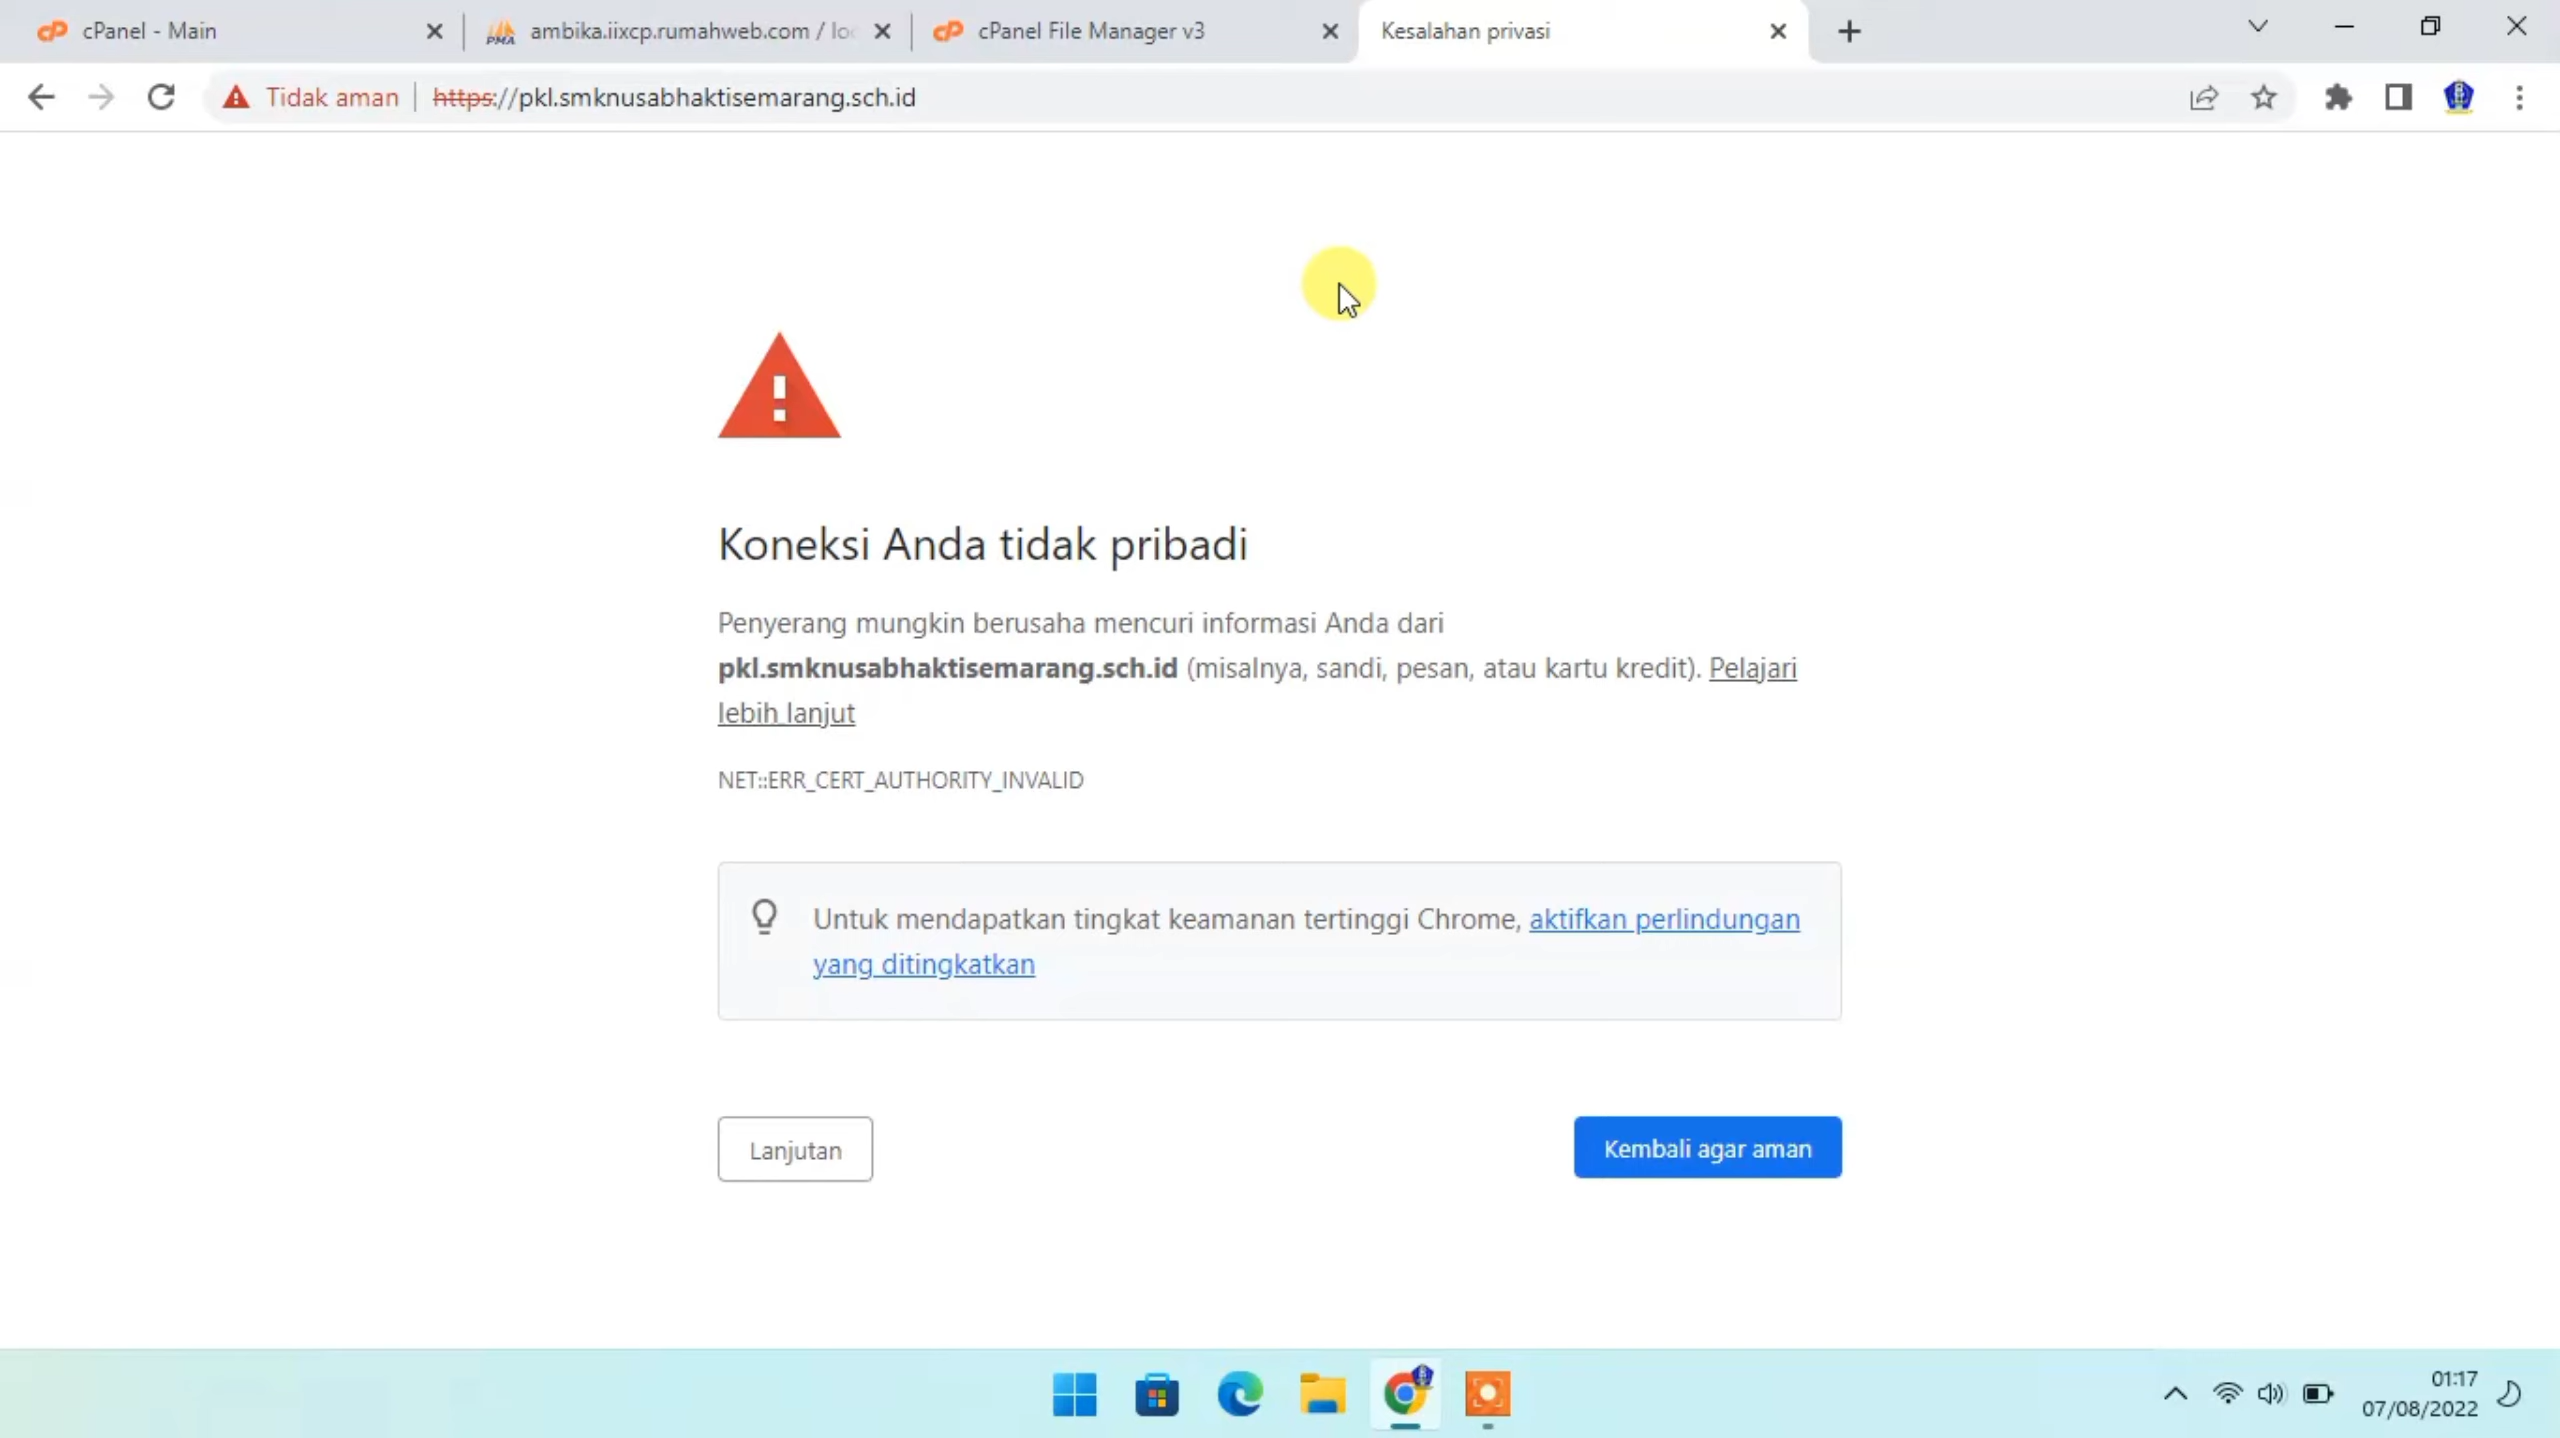 cPanel - Main
ambika.iixcp.rumahweb.com / loc
cPanel File Manager v3
Kesalahan privasi
Tidak aman
https://pkl.smknusabhaktisemarang.sch.id
Koneksi Anda tidak pribadi
Penyerang mungkin berusaha mencuri informasi Anda dari
pkl.smknusabhaktisemarang.sch.id (misalnya, sandi, pesan, atau kartu kredit). Pelajari
lebih lanjut
NET::ERR_CERT_AUTHORITY_INVALID
Untuk mendapatkan tingkat keamanan tertinggi Chrome, aktifkan perlindungan
yang ditingkatkan
Lanjutan
Kembali agar aman
01:17
07/08/2022